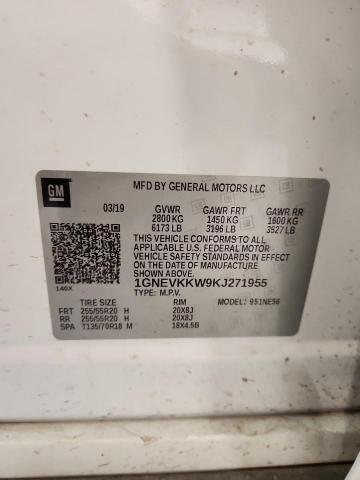 GM
MFD BY GENERAL MOTORS LLC
03/19 GVWR GAWR FRT GAWR RR
2800 KG 1450 KG 1600 KG
6173 LB 3196 LB 3527 LB
THIS VEHICLE CONFORMS TO ALL
APPLICABLE U.S. FEDERAL MOTOR
VEHICLE SAFETY STANDARDS IN
EFFECT ON THE DATE OF
MANUFACTURE SHOWN ABOVE.
1GNEVKKW9KJ271955
140X TYPE: M.P.V.
TIRE SIZE RIM MODEL: 951NE56
FRT 255/55R20 H 20X8J
RR 255/55R20 H 20X8J
SPA T135/70R18 M 18X4.5B